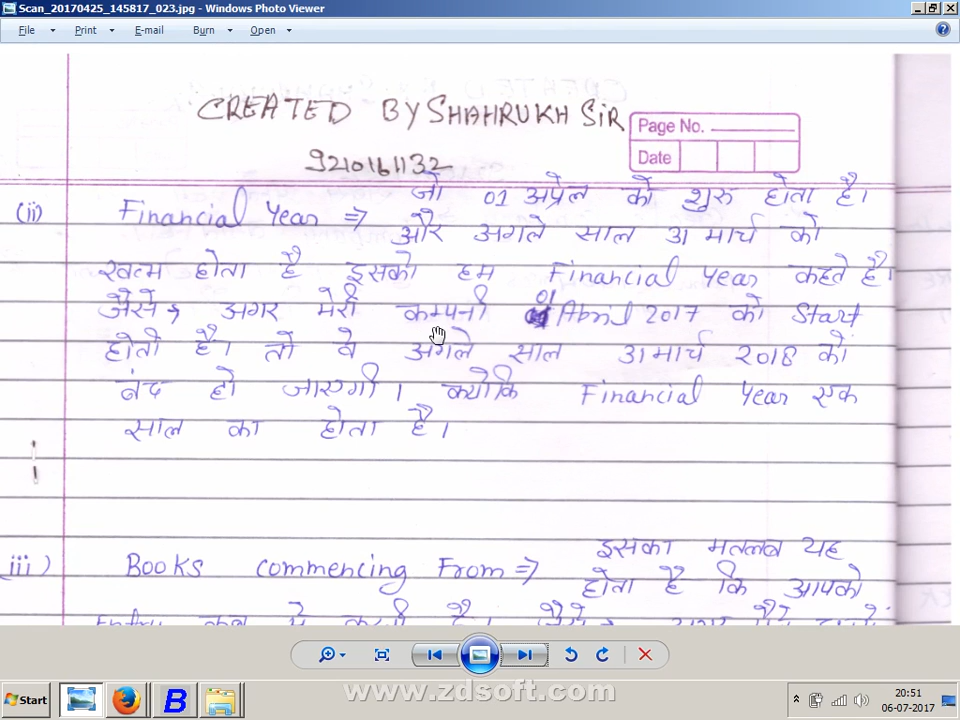 Scan_20170425_145817_023.jpg - Windows Photo Viewer
File Print E-mail Burn Open
CREATED BY SHAHRUKH SIR
9210161132
Page No.
Date
(ii) Financial Year ⇒ जो 01 अप्रेल को शुरु होता है।
और अगले साल 31 मार्च को
खत्म होता है इसको हम Financial Year कहते है।
जैसे → अगर मेरी कम्पनी 01 Abril 2017 को Start
होती है। तो वे अगले साल 31 मार्च 2018 को
बंद हो जाएगी। क्योकि Financial Year एक
साल का होता है।
(iii) Books commencing From ⇒ इसका मतलब यह
होता है कि आपको
Start
20:51
06-07-2017
www.zdsoft.com